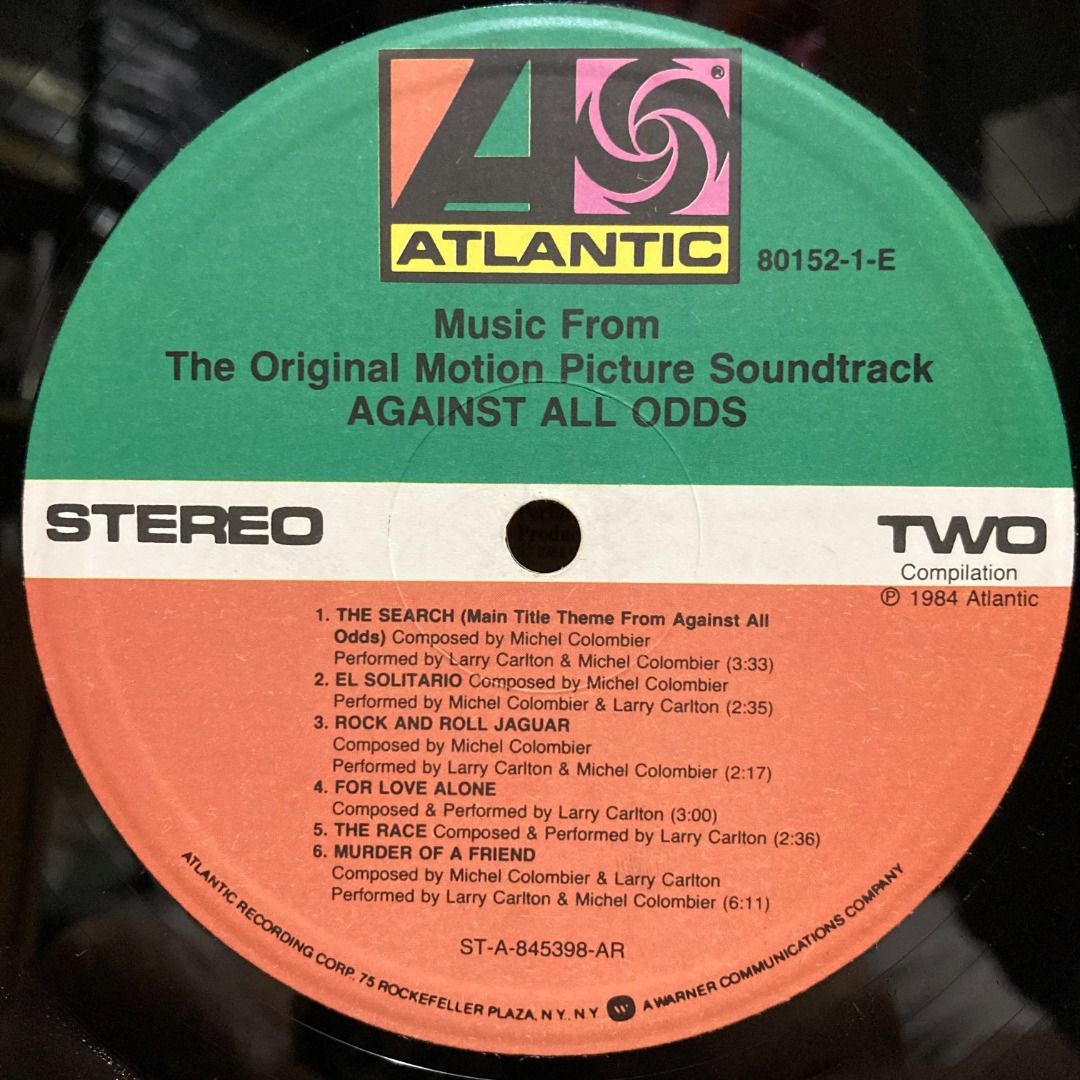 ®
ATLANTIC
80152-1-E
Music From
The Original Motion Picture Soundtrack
AGAINST ALL ODDS
STEREO
TWO
Compilation
℗ 1984 Atlantic
1. THE SEARCH (Main Title Theme From Against All
Odds) Composed by Michel Colombier
Performed by Larry Carlton & Michel Colombier (3:33)
2. EL SOLITARIO Composed by Michel Colombier
Performed by Michel Colombier & Larry Carlton (2:35)
3. ROCK AND ROLL JAGUAR
Composed by Michel Colombier
Performed by Larry Carlton & Michel Colombier (2:17)
4. FOR LOVE ALONE
Composed & Performed by Larry Carlton (3:00)
5. THE RACE Composed & Performed by Larry Carlton (2:36)
6. MURDER OF A FRIEND
Composed by Michel Colombier & Larry Carlton
Performed by Larry Carlton & Michel Colombier (6:11)
ST-A-845398-AR
ATLANTIC RECORDING CORP. 75 ROCKEFELLER PLAZA, N.Y., N.Y. A WARNER COMMUNICATIONS COMPANY